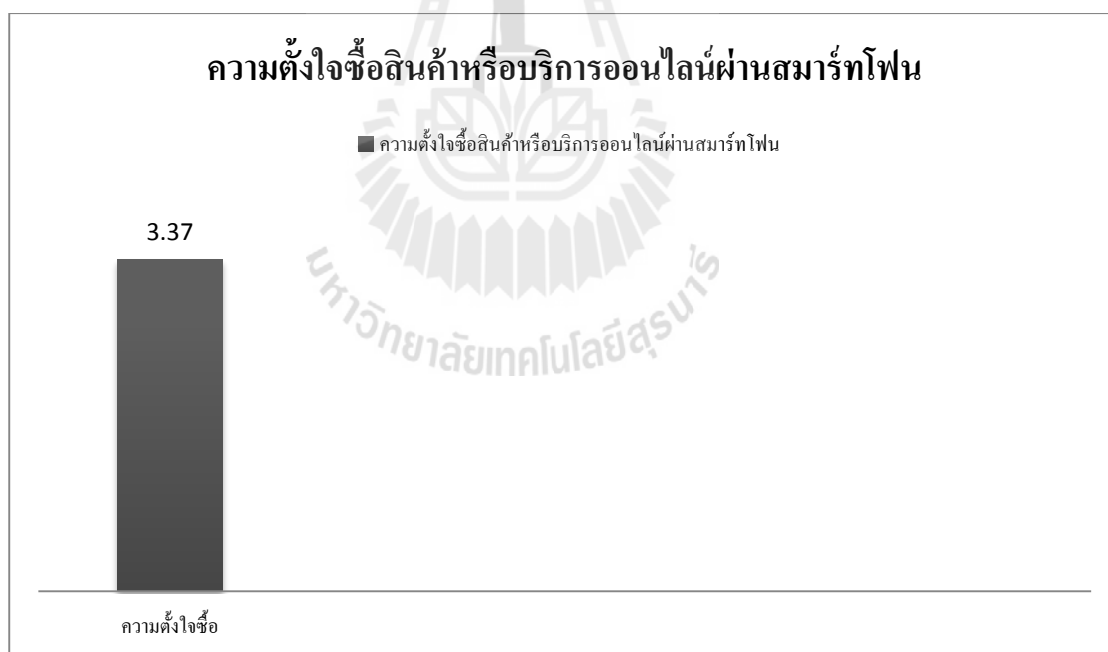 ความตั้งใจซื้อสินค้าหรือบริการออนไลน์ผ่านสมาร์ทโฟน
ความตั้งใจซื้อสินค้าหรือบริการออนไลน์ผ่านสมาร์ทโฟน
3.37
มหาวิทยาลัยเทคโนโลยีสุรนารี
ความตั้งใจซื้อ